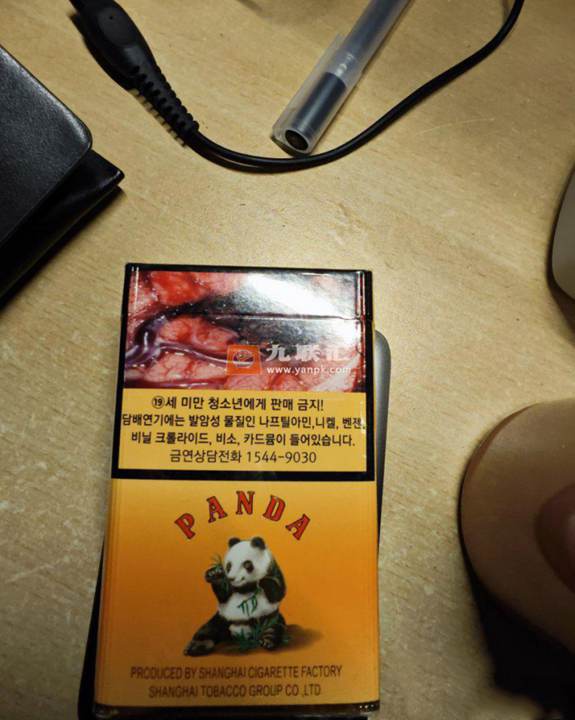 九联汇
www.yanpk.com
⑲세 미만 청소년에게 판매 금지!
담배연기에는 발암성 물질인 나프틸아민,니켈, 벤젠,
비닐 크롤라이드, 비소, 카드뮴이 들어있습니다.
금연상담전화 1544-9030
PANDA
PRODUCED BY SHANGHAI CIGARETTE FACTORY
SHANGHAI TOBACCO GROUP CO.,LTD